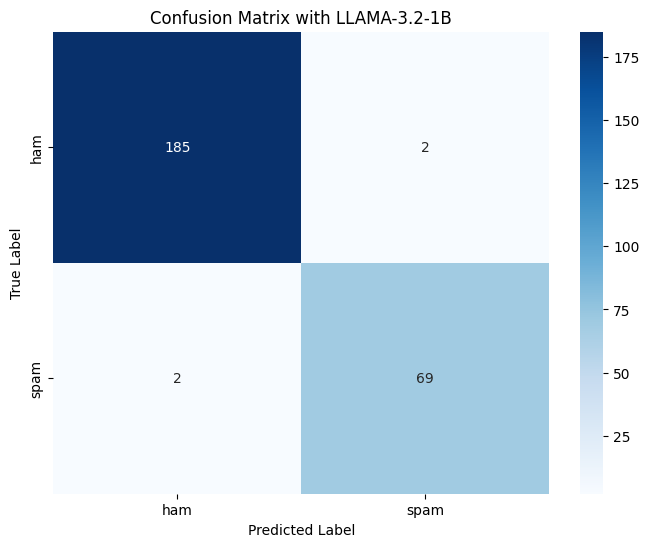 Confusion Matrix with LLAMA-3.2-1B
True Label
ham
185
2
spam
2
69
ham
spam
Predicted Label
175
150
125
100
75
50
25